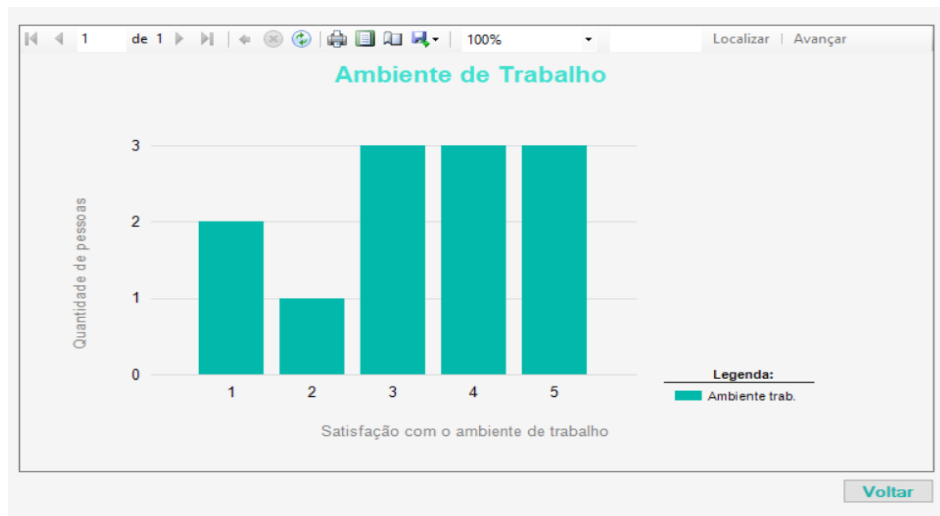 1 de 1 100% Localizar | Avançar
Ambiente de Trabalho
Quantidade de pessoas
3
2
1
0
1 2 3 4 5
Satisfação com o ambiente de trabalho
Legenda:
Ambiente trab.
Voltar